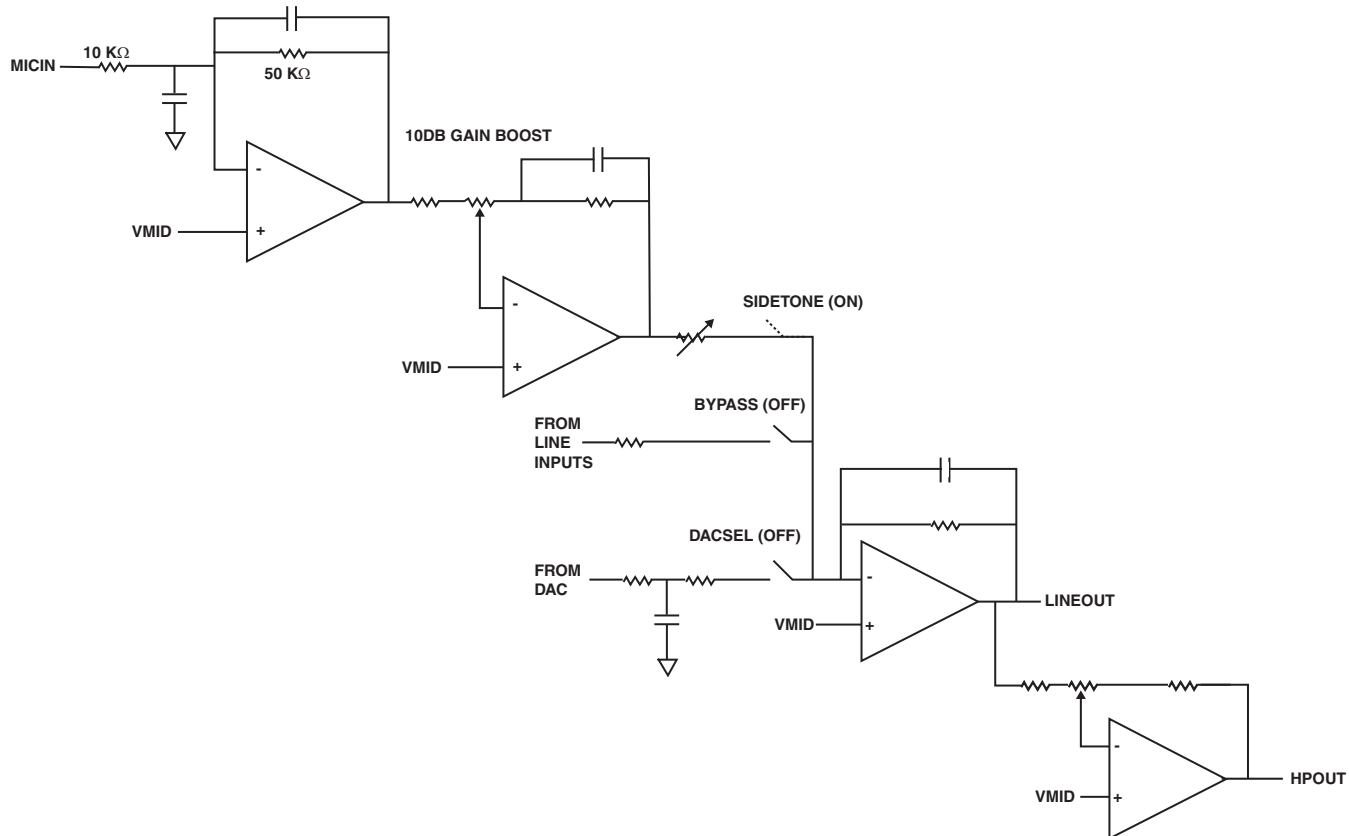 10 KΩ
MICIN
50 KΩ
10DB GAIN BOOST
-
VMID
+
SIDETONE (ON)
-
VMID
+
BYPASS (OFF)
FROM
LINE
INPUTS
DACSEL (OFF)
FROM
DAC
-
LINEOUT
VMID
+
-
HPOUT
VMID
+